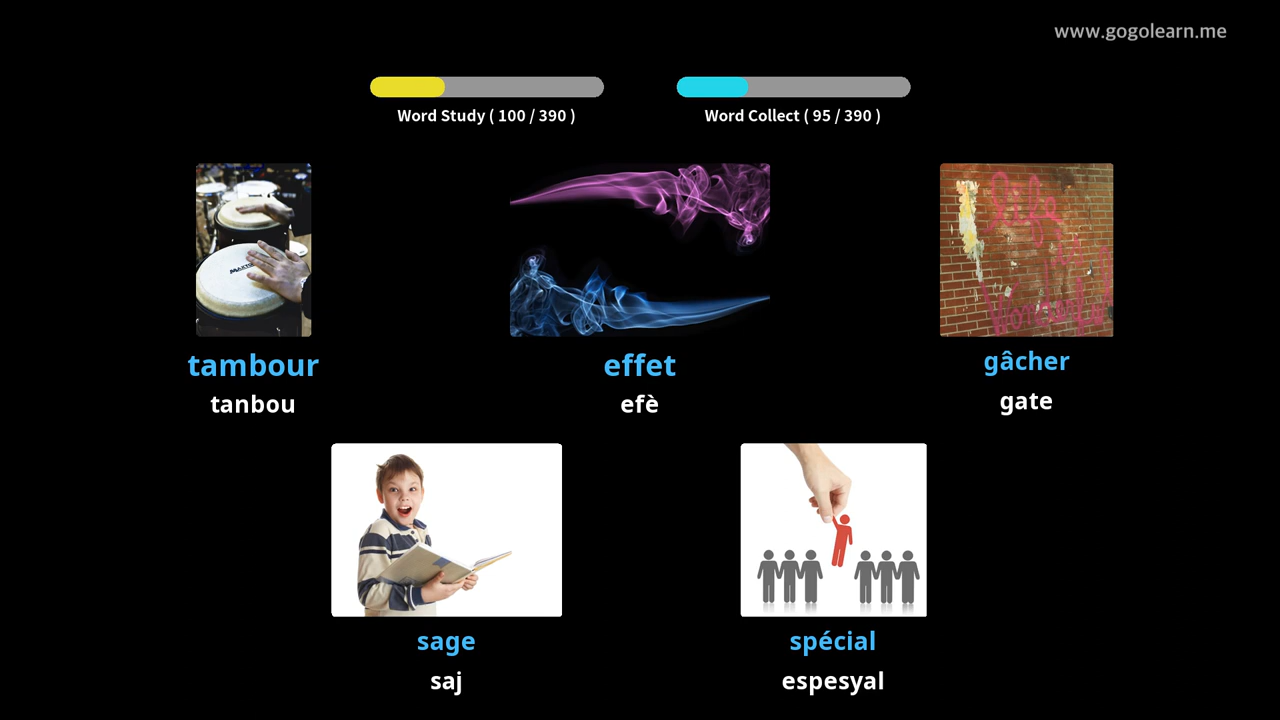 www.gogolearn.me
Word Study ( 100 / 390 )
Word Collect ( 95 / 390 )
tambour
tanbou
effet
efè
gâcher
gate
sage
saj
spécial
espesyal